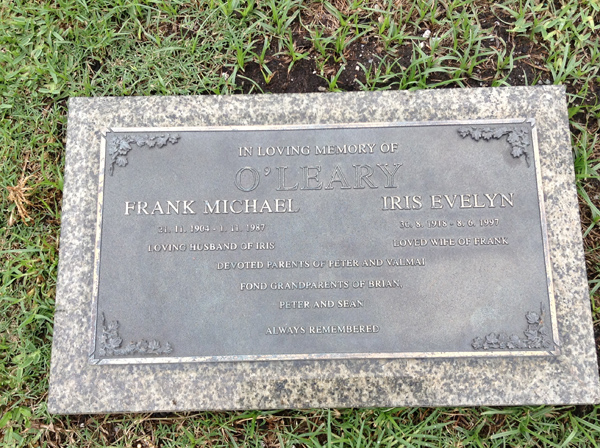 IN LOVING MEMORY OF
O'LEARY
FRANK MICHAEL IRIS EVELYN
21. 11. 1904 - 1. 11. 1987 30. 8. 1918 - 8. 6. 1997
LOVING HUSBAND OF IRIS LOVED WIFE OF FRANK
DEVOTED PARENTS OF PETER AND VALMAI,
FOND GRANDPARENTS OF BRIAN,
PETER AND SEAN
ALWAYS REMEMBERED